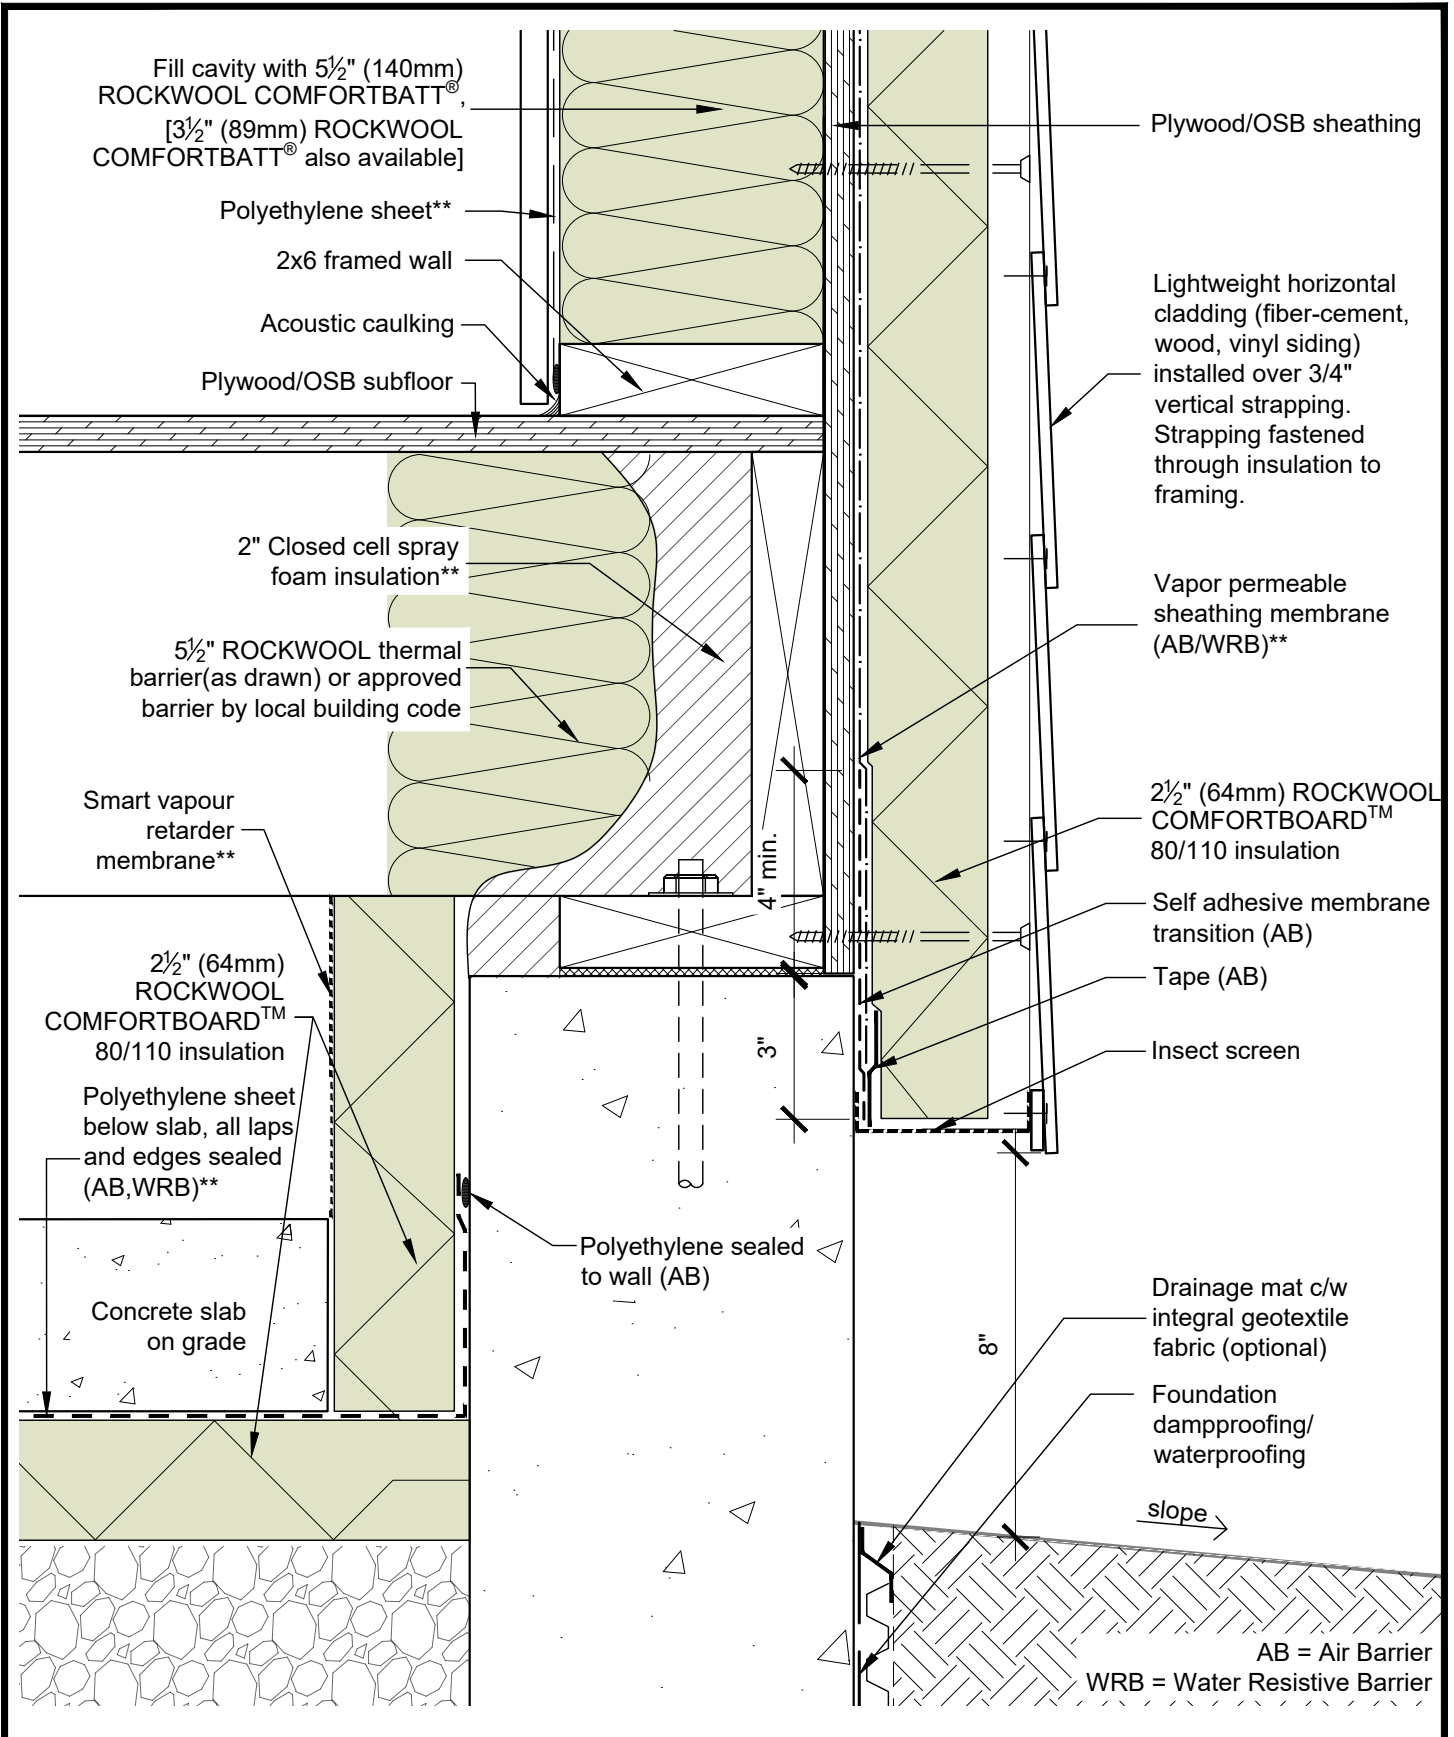 Fill cavity with 5½" (140mm)
ROCKWOOL COMFORTBATT®,
[3½" (89mm) ROCKWOOL
COMFORTBATT® also available]
Polyethylene sheet**
2x6 framed wall
Acoustic caulking
Plywood/OSB subfloor
2" Closed cell spray
foam insulation**
5½" ROCKWOOL thermal
barrier(as drawn) or approved
barrier by local building code
Smart vapour
retarder
membrane**
2½" (64mm)
ROCKWOOL
COMFORTBOARD™
80/110 insulation
Polyethylene sheet
below slab, all laps
and edges sealed
(AB,WRB)**
Concrete slab
on grade
Polyethylene sealed
to wall (AB)
4" min.
3"
8"
Plywood/OSB sheathing
Lightweight horizontal
cladding (fiber-cement,
wood, vinyl siding)
installed over 3/4"
vertical strapping.
Strapping fastened
through insulation to
framing.
Vapor permeable
sheathing membrane
(AB/WRB)**
2½" (64mm) ROCKWOOL
COMFORTBOARD™
80/110 insulation
Self adhesive membrane
transition (AB)
Tape (AB)
Insect screen
Drainage mat c/w
integral geotextile
fabric (optional)
Foundation
dampproofing/
waterproofing
slope
AB = Air Barrier
WRB = Water Resistive Barrier